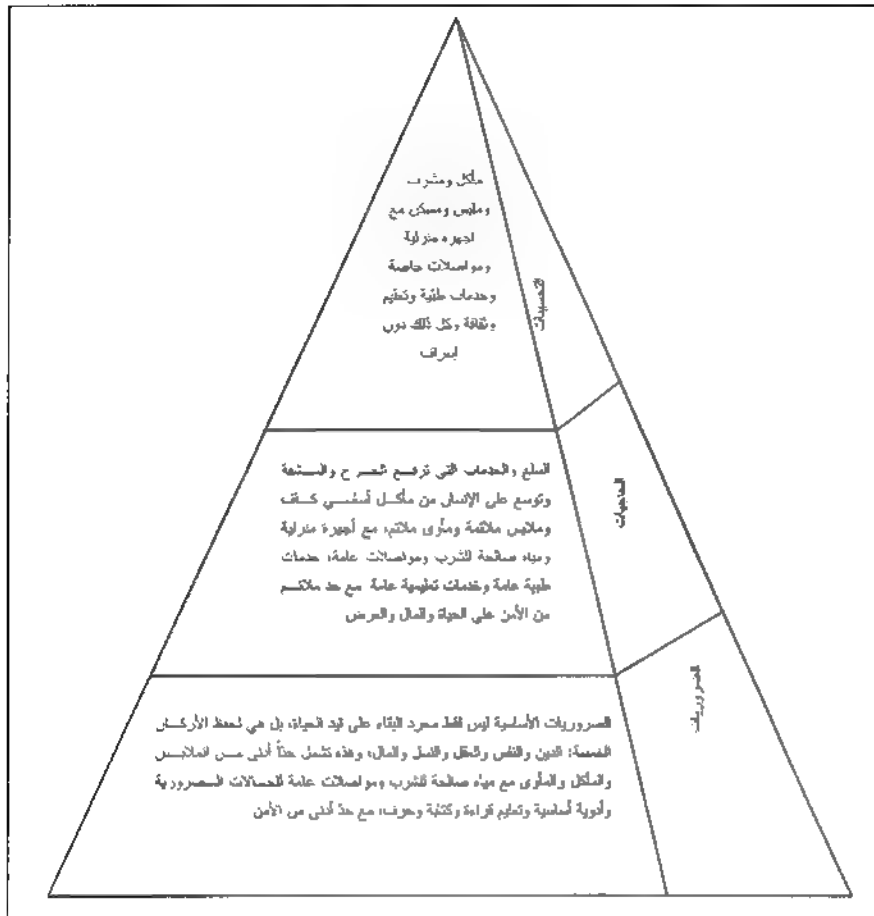 مأكل ومشرب
وملبس ومسكن مع
اجهزه منزلية
ومواصلات خاصة
وخدمات طبية وتعليم
وثقافة وكل ذلك دون
إسراف
التحسينات
السلع والخدمات التي ترفع الحرج والمشقة
وتوسع على الإنسان من مأكل أساسي كاف
وملابس ملائمة ومأوى ملائم، مع أجهزة منزلية
ومياه صالحة للشرب ومواصلات عامة، خدمات
طبية عامة وخدمات تعليمية عامة مع حد ملائم
من الأمن على الحياة والمال والعرض
الحاجيات
الضروريات الأساسية ليس فقط مجرد البقاء على قيد الحياة، بل هي لحفظ الأركان
الخمسة: الدين والنفس والعقل والنسل والمال، وهذه تشمل حداً أدنى من الملابس
والمأكل والمأوى مع مياه صالحة للشرب ومواصلات عامة للحالات الضرورية
وأدوية أساسية وتعليم قراءة وكتابة وحرف، مع حدّ أدنى من الأمن
الضروريات